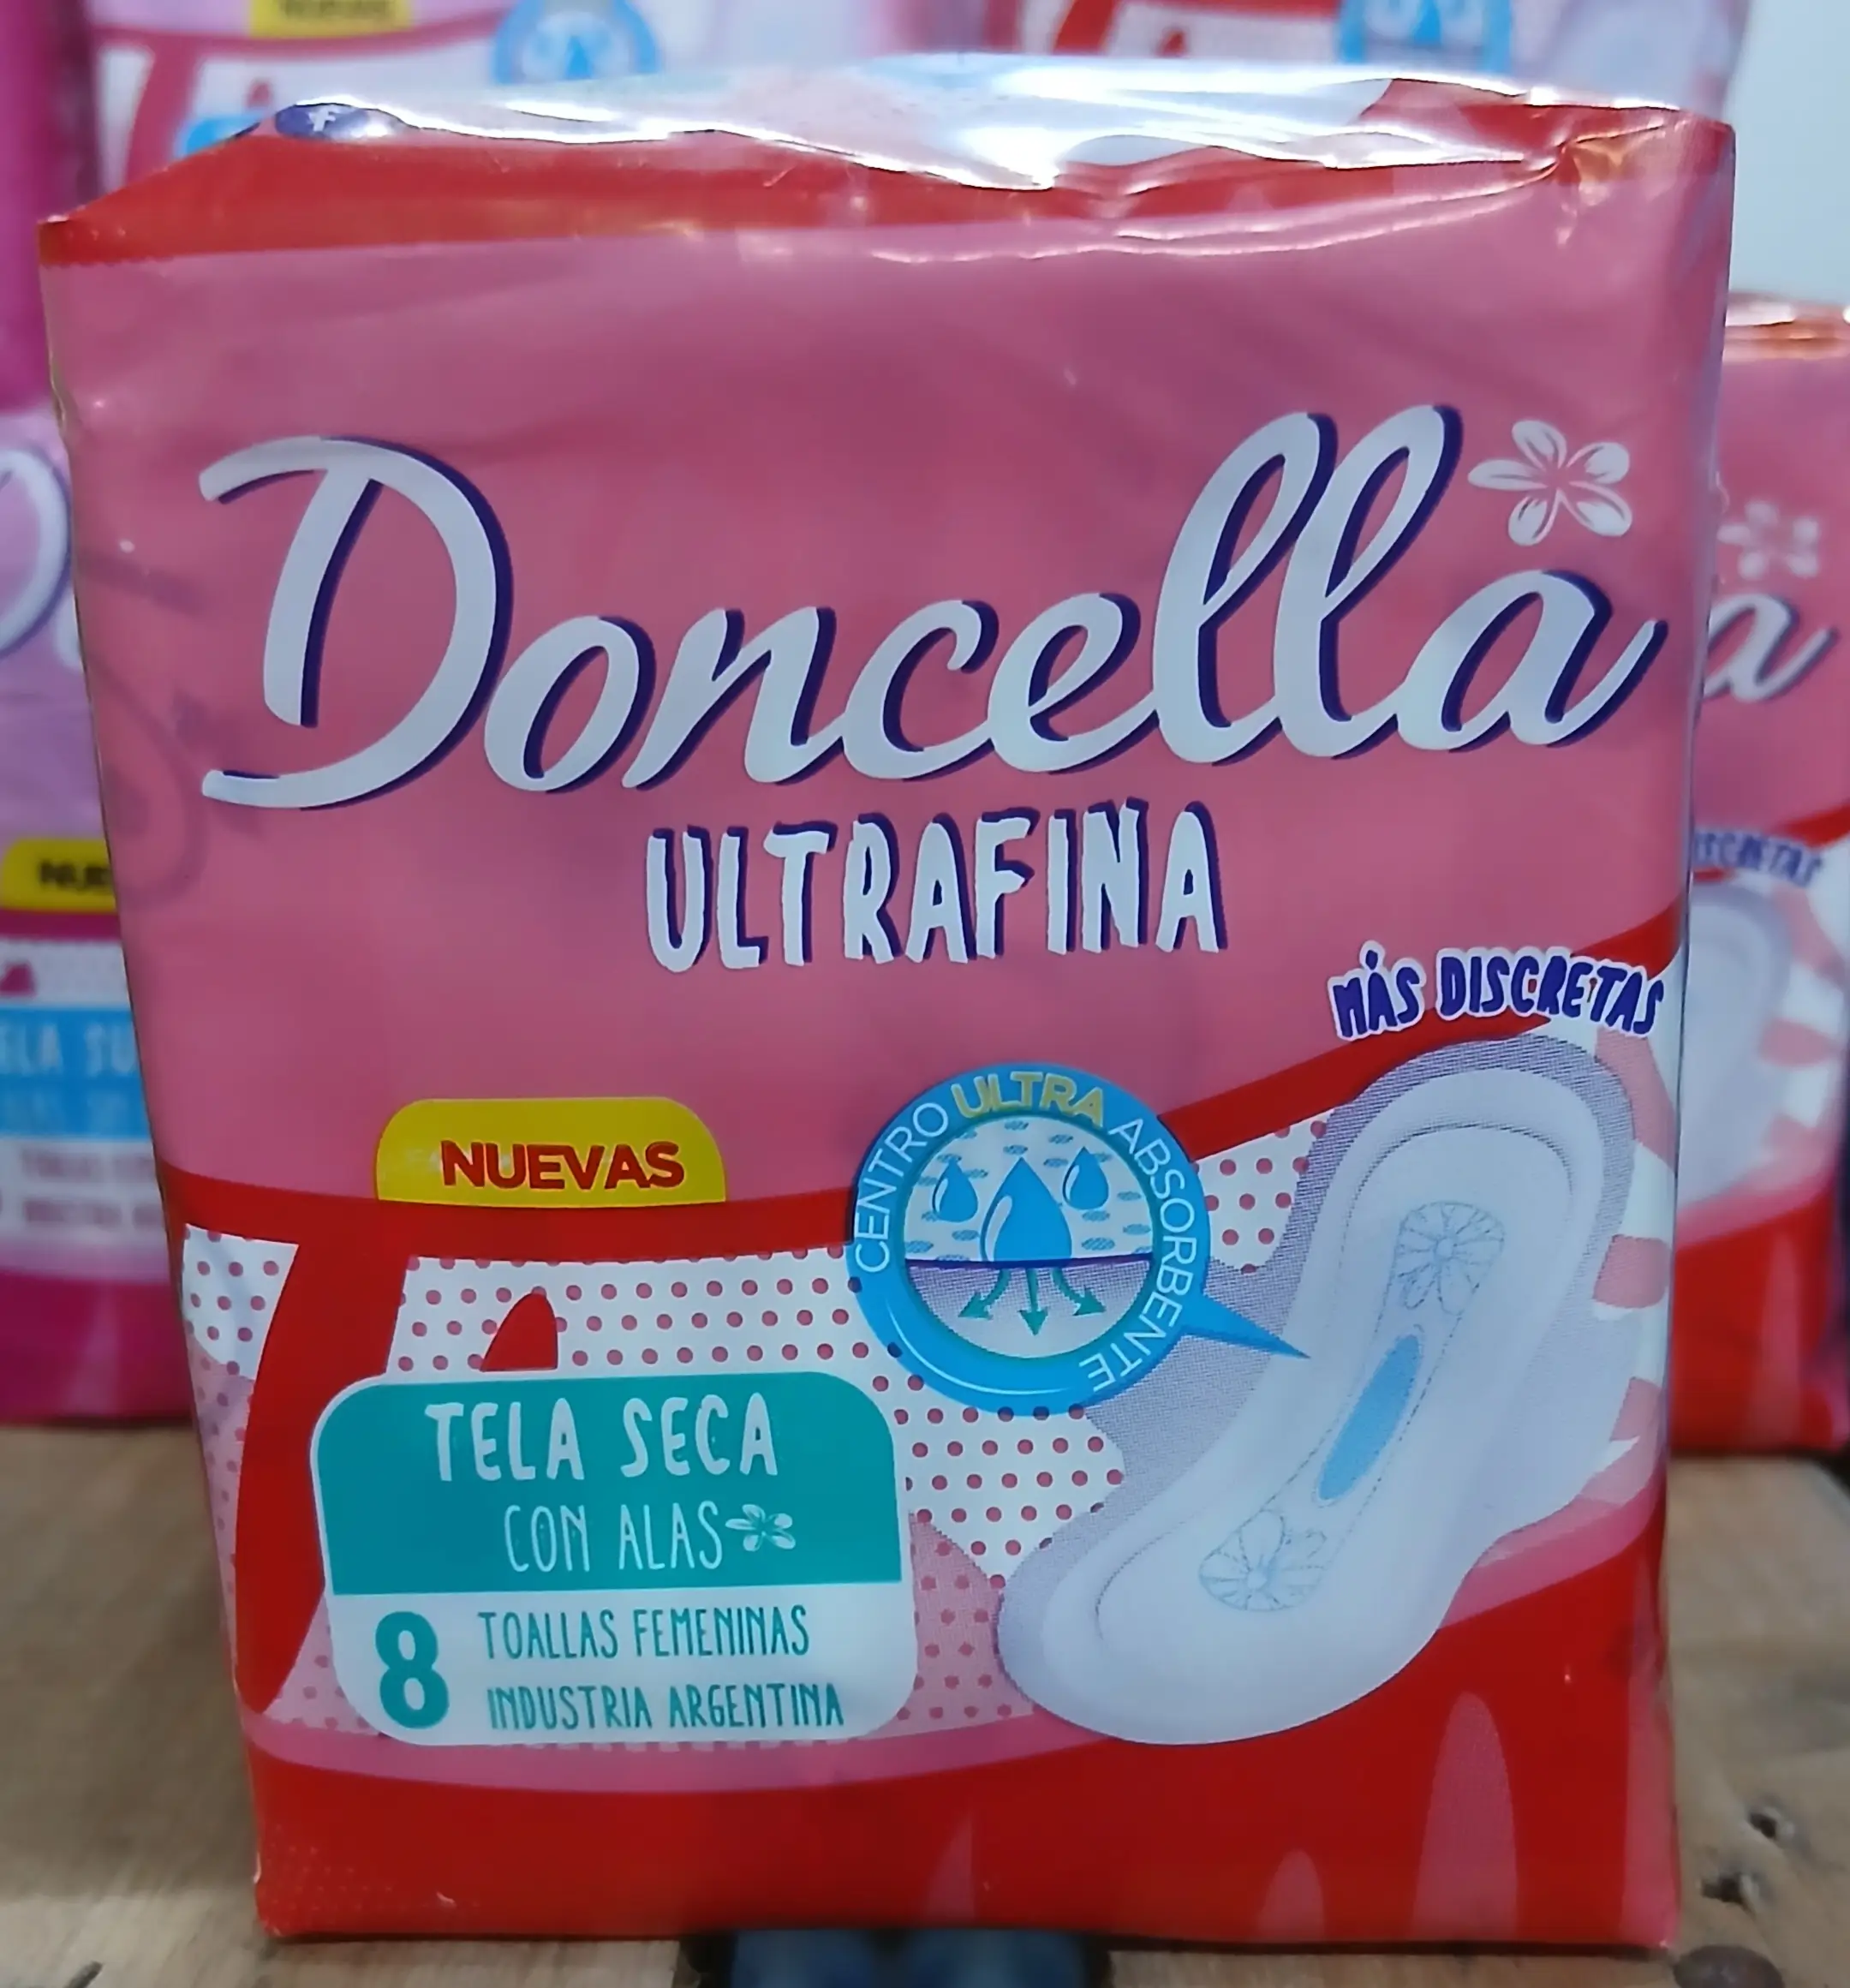 Doncella
ULTRAFINA
MÁS DISCRETAS
NUEVAS
CENTRO ULTRA ABSORBENTE
TELA SECA
CON ALAS
8 TOALLAS FEMENINAS
INDUSTRIA ARGENTINA